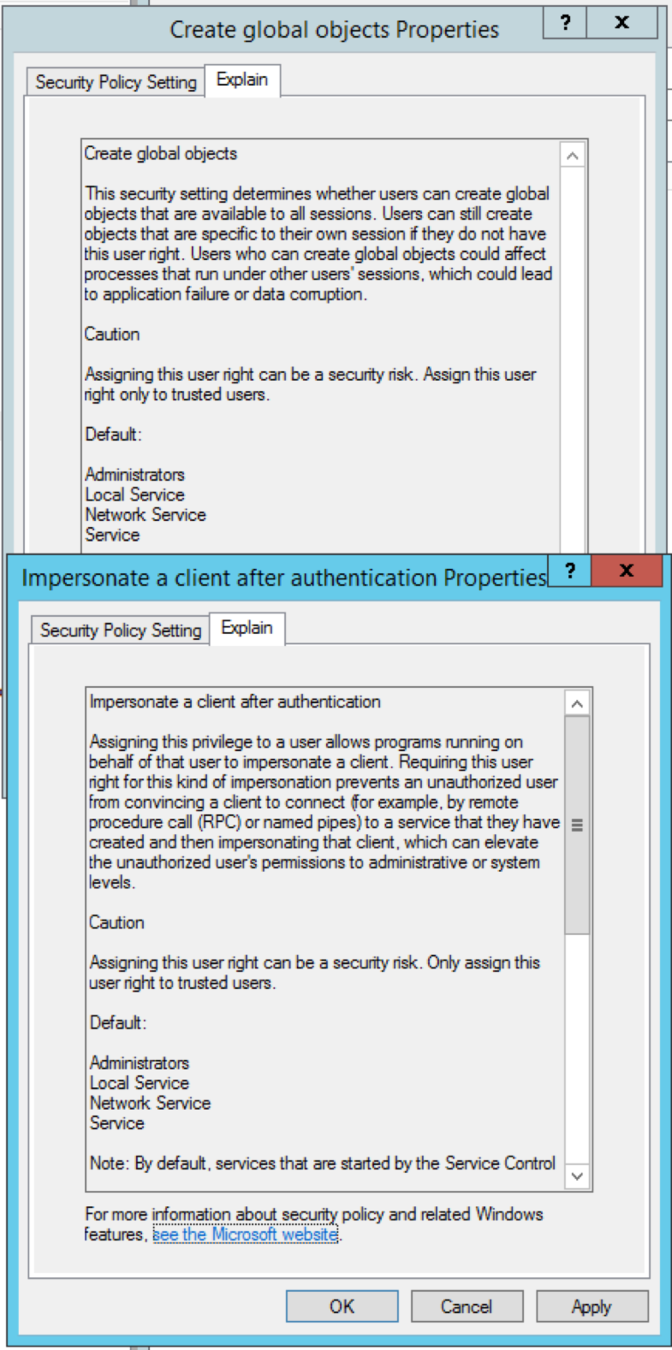 Create global objects Properties
?
x
Security Policy Setting
Explain
Create global objects
This security setting determines whether users can create global
objects that are available to all sessions. Users can still create
objects that are specific to their own session if they do not have
this user right. Users who can create global objects could affect
processes that run under other users' sessions, which could lead
to application failure or data corruption.
Caution
Assigning this user right can be a security risk. Assign this user
right only to trusted users.
Default:
Administrators
Local Service
Network Service
Service
Impersonate a client after authentication Properties
?
x
Security Policy Setting
Explain
Impersonate a client after authentication
Assigning this privilege to a user allows programs running on
behalf of that user to impersonate a client. Requiring this user
right for this kind of impersonation prevents an unauthorized user
from convincing a client to connect (for example, by remote
procedure call (RPC) or named pipes) to a service that they have
created and then impersonating that client, which can elevate
the unauthorized user's permissions to administrative or system
levels.
Caution
Assigning this user right can be a security risk. Only assign this
user right to trusted users.
Default:
Administrators
Local Service
Network Service
Service
Note: By default, services that are started by the Service Control
For more information about security policy and related Windows
features, see the Microsoft website.
OK
Cancel
Apply